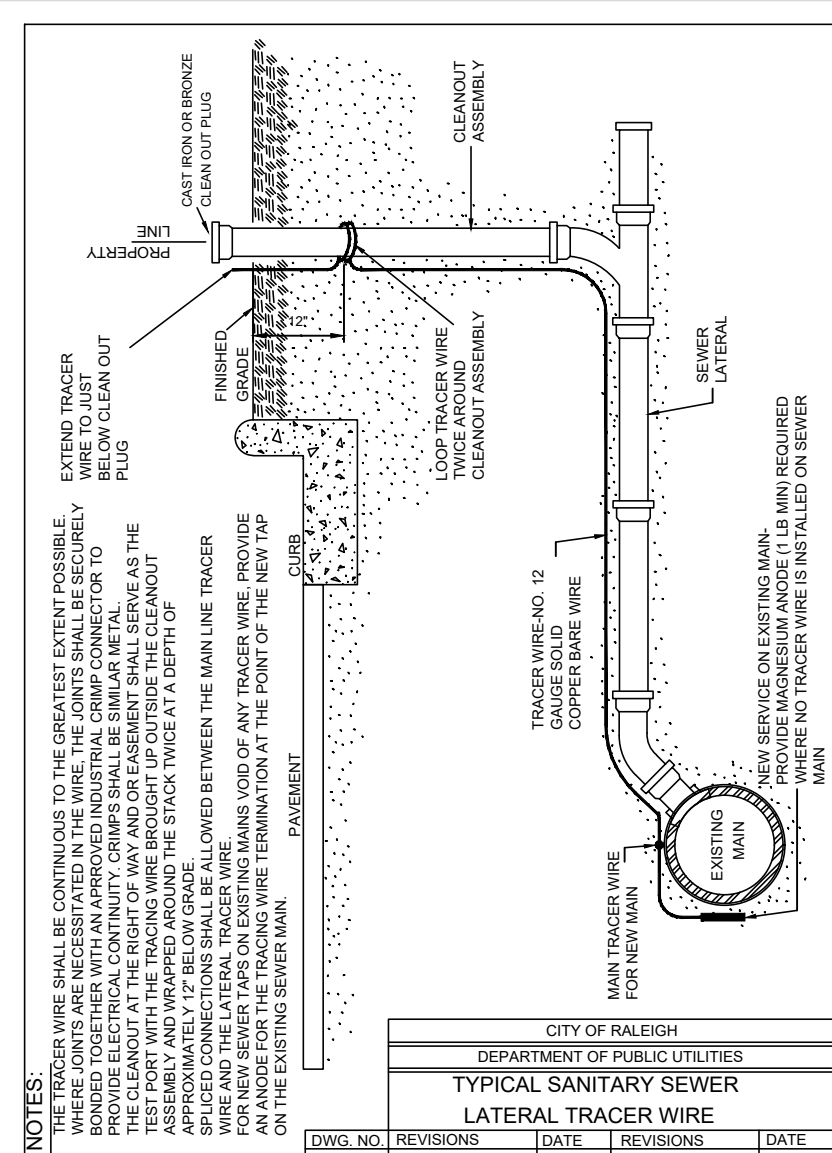 NOTES:
THE TRACER WIRE SHALL BE CONTINUOUS TO THE GREATEST EXTENT POSSIBLE.
WHERE JOINTS ARE NECESSITATED IN THE WIRE, THE JOINTS SHALL BE SECURELY
BONDED TOGETHER WITH AN APRROVED INDUSTRIAL CRIMP CONNECTOR TO
PROVIDE ELECTRICAL CONTINUITY. CRIMPS SHALL BE SIMILAR METAL.
THE CLEANOUT AT THE RIGHT OF WAY AND OR EASEMENT SHALL SERVE AS THE
TEST PORT WITH THE TRACING WIRE BROUGHT UP OUTSIDE THE CLEANOUT
ASSEMBLY AND WRAPPED AROUND THE STACK TWICE AT A DEPTH OF
APPROXIMATELY 12" BELOW GRADE.
SPLICED CONNECTIONS SHALL BE ALLOWED BETWEEN THE MAIN LINE TRACER
WIRE AND THE LATERAL TRACER WIRE.
FOR NEW SEWER TAPS ON EXISTING MAINS VOID OF ANY TRACER WIRE, PROVIDE
AN ANODE FOR THE TRACING WIRE TERMINATION AT THE POINT OF THE NEW TAP
ON THE EXISTING SEWER MAIN.
EXTEND TRACER
WIRE TO JUST
BELOW CLEAN OUT
PLUG
PROPERTY
LINE
CAST IRON OR BRONZE
CLEAN OUT PLUG
FINISHED
GRADE
12"
CURB
PAVEMENT
LOOP TRACER WIRE
TWICE AROUND
CLEANOUT ASSEMBLY
CLEANOUT
ASSEMBLY
TRACER WIRE-NO. 12
GAUGE SOLID
COPPER BARE WIRE
SEWER
LATERAL
MAIN TRACER WIRE
FOR NEW MAIN
EXISTING
MAIN
NEW SERVICE ON EXISTING MAIN-
PROVIDE MAGNESIUM ANODE (1 LB MIN) REQUIRED
WHERE NO TRACER WIRE IS INSTALLED ON SEWER
MAIN
CITY OF RALEIGH
DEPARTMENT OF PUBLIC UTILITIES
TYPICAL SANITARY SEWER
LATERAL TRACER WIRE
DWG. NO. REVISIONS DATE REVISIONS DATE